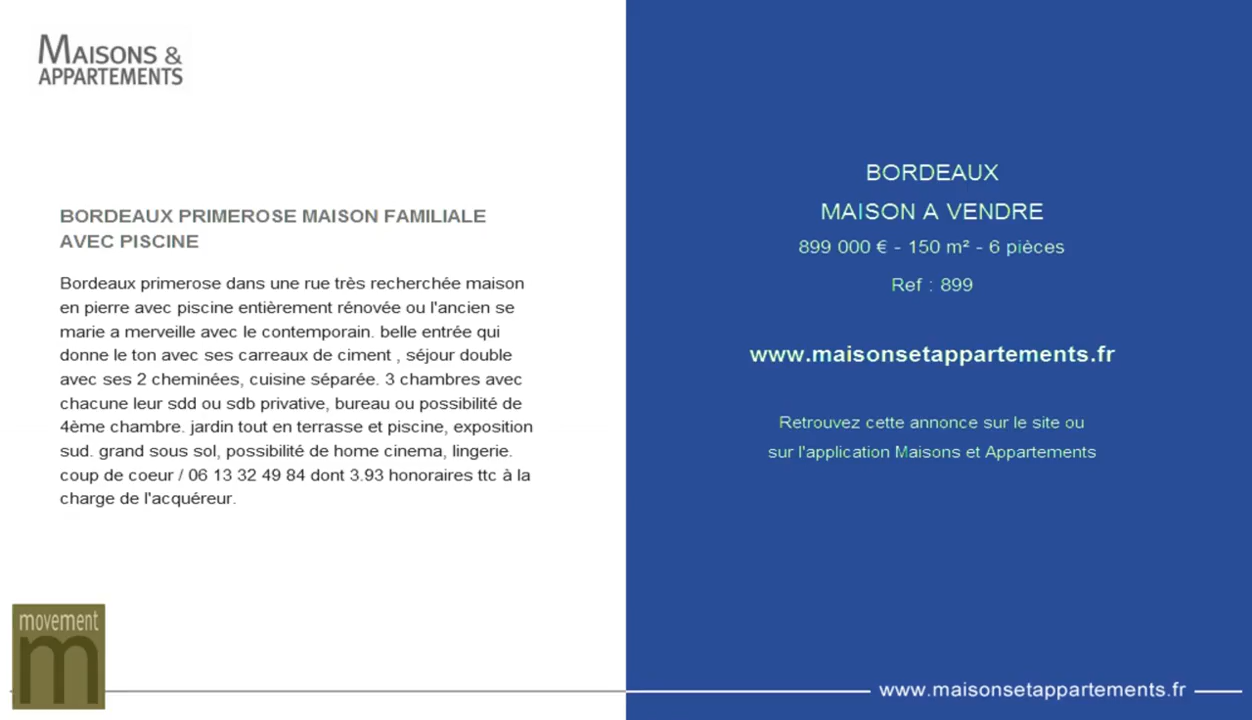 MAISONS &
APPARTEMENTS
BORDEAUX PRIMEROSE MAISON FAMILIALE
AVEC PISCINE
Bordeaux primerose dans une rue très recherchée maison
en pierre avec piscine entièrement rénovée ou l'ancien se
marie a merveille avec le contemporain. belle entrée qui
donne le ton avec ses carreaux de ciment , séjour double
avec ses 2 cheminées, cuisine séparée. 3 chambres avec
chacune leur sdd ou sdb privative, bureau ou possibilité de
4ème chambre. jardin tout en terrasse et piscine, exposition
sud. grand sous sol, possibilité de home cinema, lingerie.
coup de coeur / 06 13 32 49 84 dont 3.93 honoraires ttc à la
charge de l'acquéreur.
movement
m
BORDEAUX
MAISON A VENDRE
899 000 € - 150 m² - 6 pièces
Ref : 899
www.maisonsetappartements.fr
Retrouvez cette annonce sur le site ou
sur l'application Maisons et Appartements
www.maisonsetappartements.fr